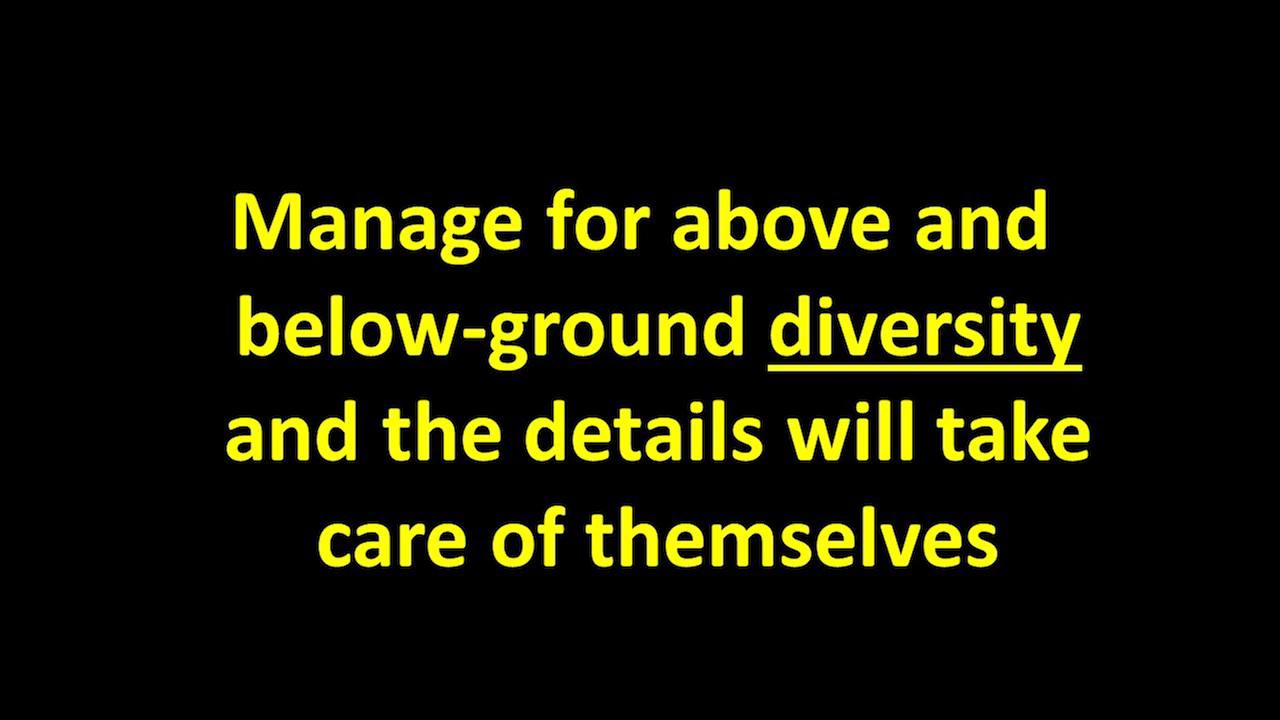 Manage for above and
below-ground diversity
and the details will take
care of themselves